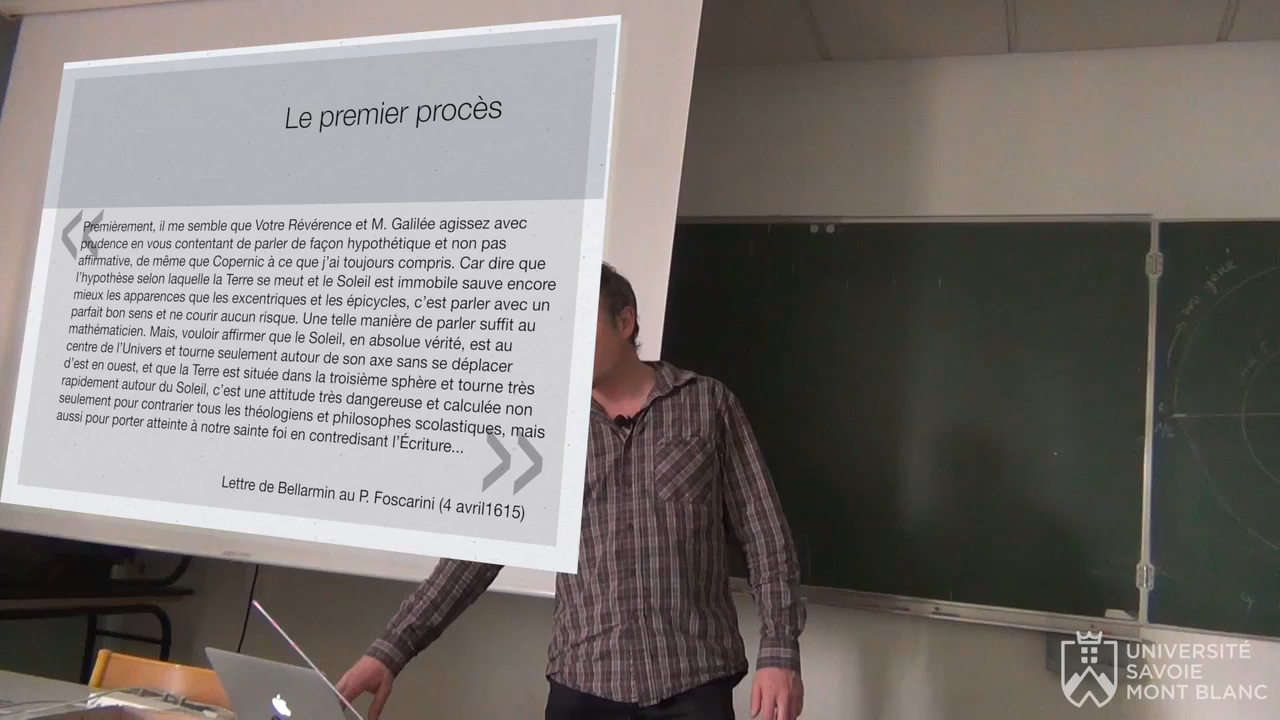 Le premier procès
«
Premièrement, il me semble que Votre Révérence et M. Galilée agissez avec
prudence en vous contentant de parler de façon hypothétique et non pas
affirmative, de même que Copernic à ce que j'ai toujours compris. Car dire que
l'hypothèse selon laquelle la Terre se meut et le Soleil est immobile sauve encore
mieux les apparences que les excentriques et les épicycles, c'est parler avec un
parfait bon sens et ne courir aucun risque. Une telle manière de parler suffit au
mathématicien. Mais, vouloir affirmer que le Soleil, en absolue vérité, est au
centre de l'Univers et tourne seulement autour de son axe sans se déplacer
d'est en ouest, et que la Terre est située dans la troisième sphère et tourne très
rapidement autour du Soleil, c'est une attitude très dangereuse et calculée non
seulement pour contrarier tous les théologiens et philosophes scolastiques, mais
aussi pour porter atteinte à notre sainte foi en contredisant l'Écriture...
»
Lettre de Bellarmin au P. Foscarini (4 avril1615)
UNIVERSITÉ
SAVOIE
MONT BLANC